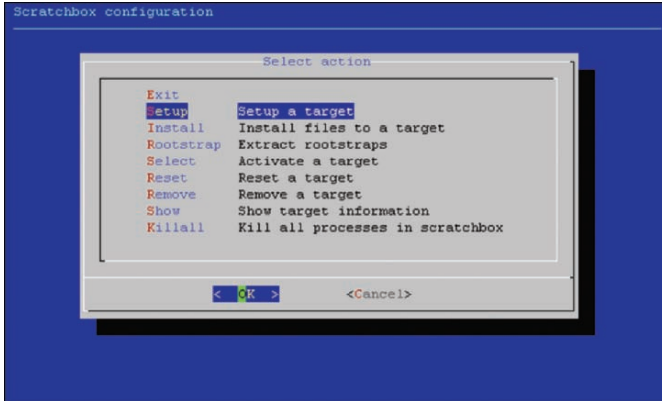 Scratchbox configuration
Select action
Exit
Setup Setup a target
Install Install files to a target
Rootstrap Extract rootstraps
Select Activate a target
Reset Reset a target
Remove Remove a target
Show Show target information
Killall Kill all processes in scratchbox
< OK > <Cancel>